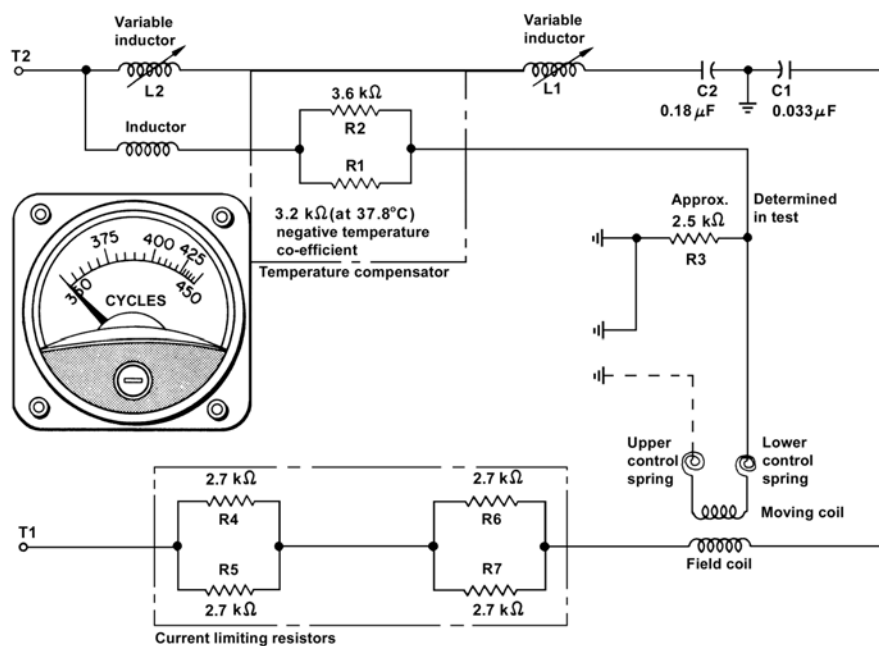 Variable
inductor
T2
L2
Variable
inductor
L1
C2
0.18 μF
C1
0.033 μF
Inductor
3.6 kΩ
R2
R1
3.2 kΩ (at 37.8°C)
negative temperature
co-efficient
Temperature compensator
Approx.
2.5 kΩ
R3
Determined
in test
350
375
400
425
450
CYCLES
Upper
control
spring
Lower
control
spring
Moving coil
Field coil
T1
2.7 kΩ
R4
R5
2.7 kΩ
2.7 kΩ
R6
R7
2.7 kΩ
Current limiting resistors